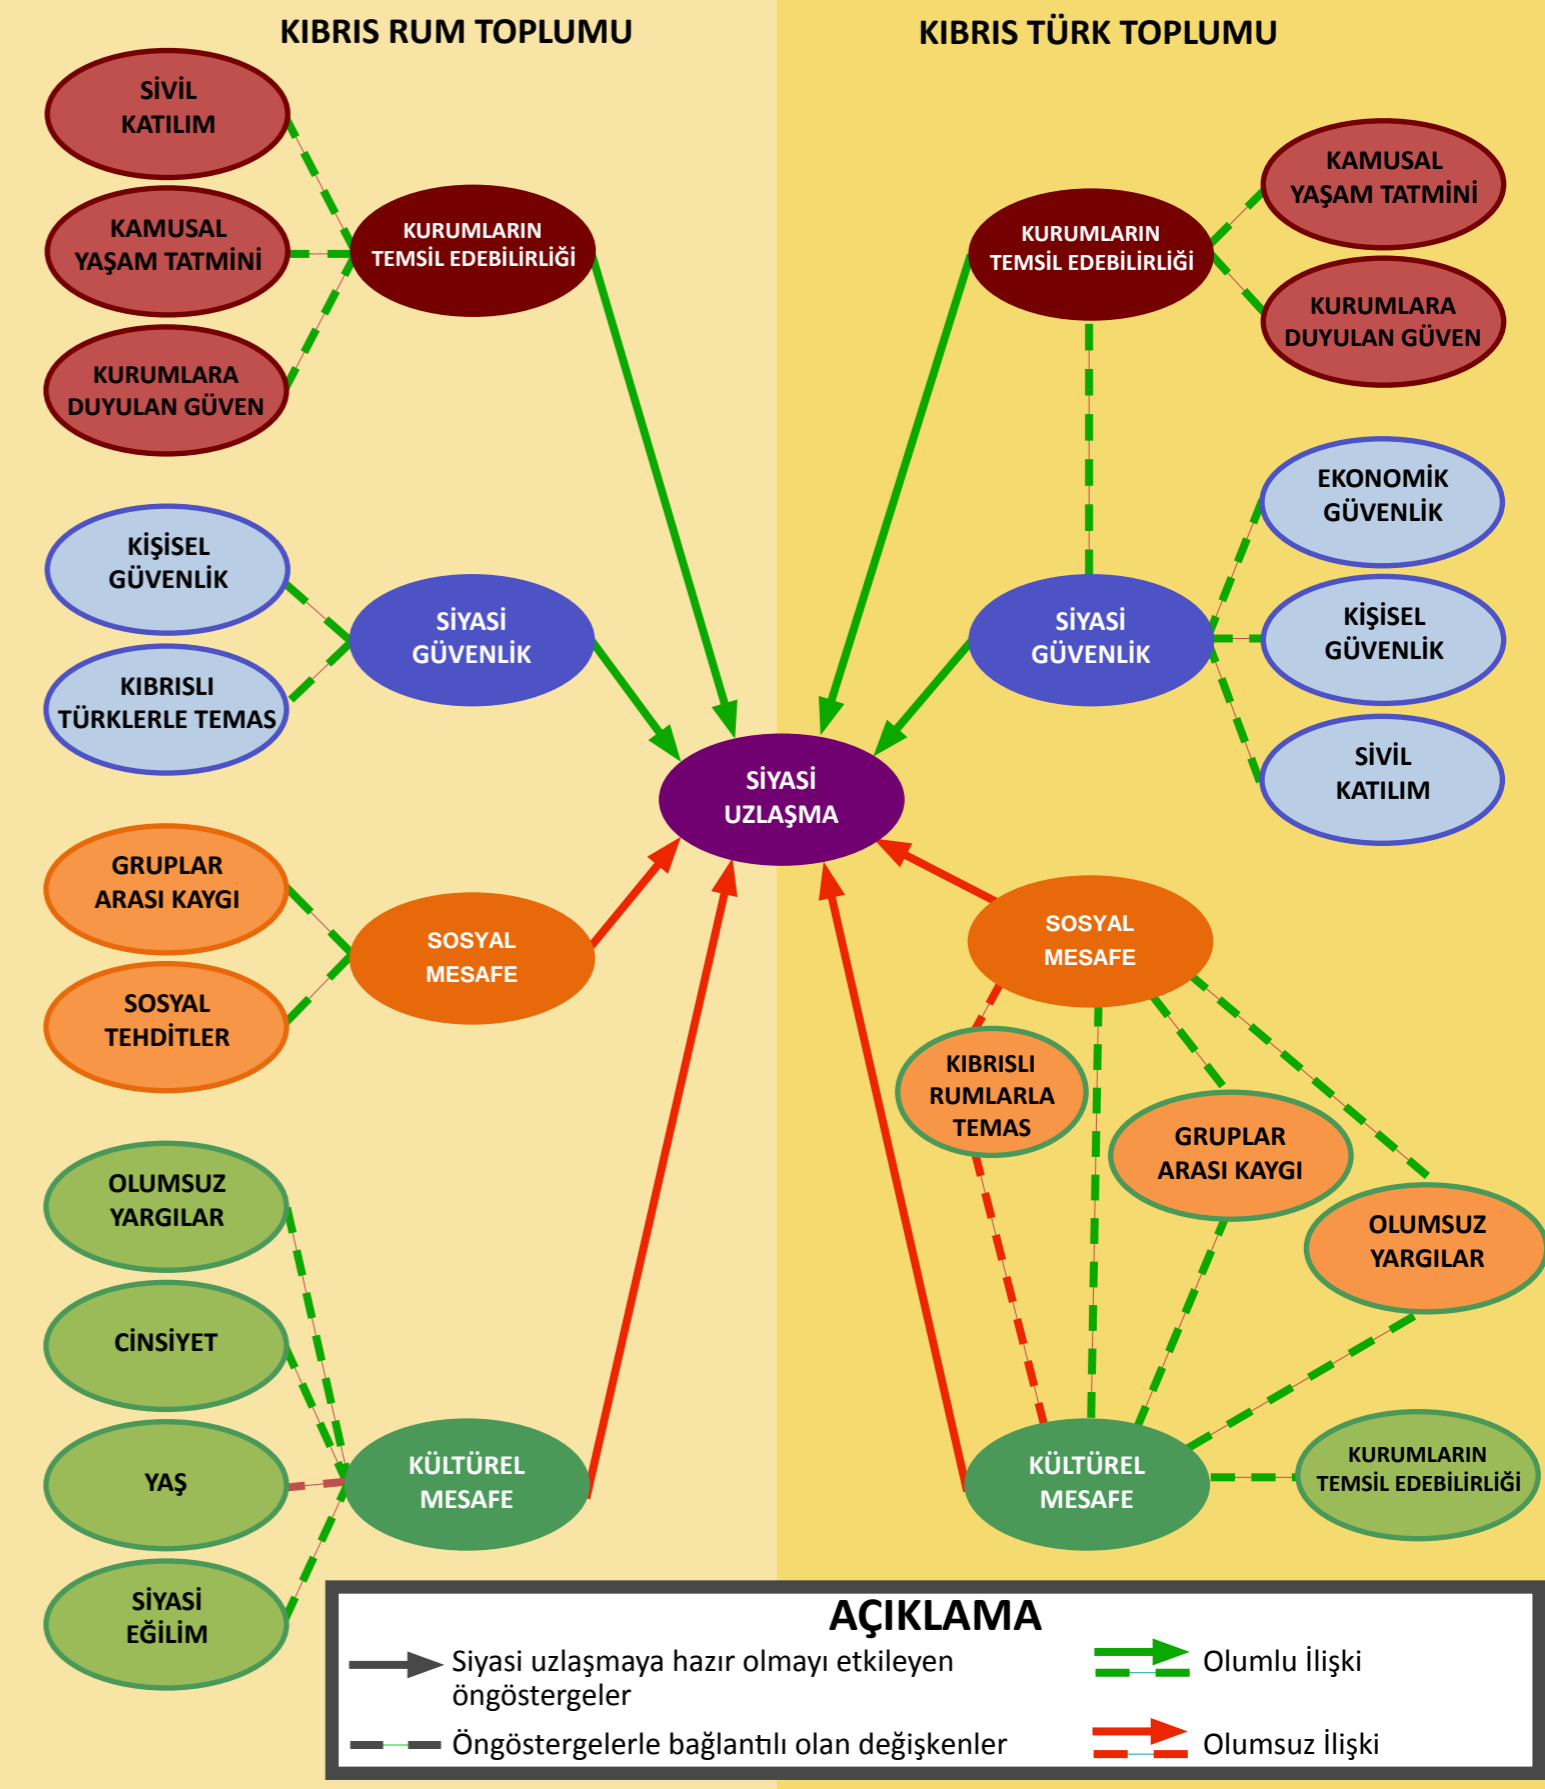 KIBRIS RUM TOPLUMU
SİVİL
KATILIM
KAMUSAL
YAŞAM TATMİNİ
KURUMLARA
DUYULAN GÜVEN
KURUMLARIN
TEMSİL EDEBİLİRLİĞİ
KİŞİSEL
GÜVENLİK
KIBRISLI
TÜRKLERLE TEMAS
SİYASİ
GÜVENLİK
GRUPLAR
ARASI KAYGI
SOSYAL
TEHDİTLER
SOSYAL
MESAFE
OLUMSUZ
YARGILAR
CİNSİYET
YAŞ
SİYASİ
EĞİLİM
KÜLTÜREL
MESAFE
SİYASİ
UZLAŞMA
KIBRIS TÜRK TOPLUMU
KURUMLARIN
TEMSİL EDEBİLİRLİĞİ
KAMUSAL
YAŞAM TATMİNİ
KURUMLARA
DUYULAN GÜVEN
SİYASİ
GÜVENLİK
EKONOMİK
GÜVENLİK
KİŞİSEL
GÜVENLİK
SİVİL
KATILIM
SOSYAL
MESAFE
KIBRISLI
RUMLARLA
TEMAS
GRUPLAR
ARASI KAYGI
OLUMSUZ
YARGILAR
KÜLTÜREL
MESAFE
KURUMLARIN
TEMSİL EDEBİLİRLİĞİ
AÇIKLAMA
Siyasi uzlaşmaya hazır olmayı etkileyen
öngöstergeler
Öngöstergelerle bağlantılı olan değişkenler
Olumlu İlişki
Olumsuz İlişki